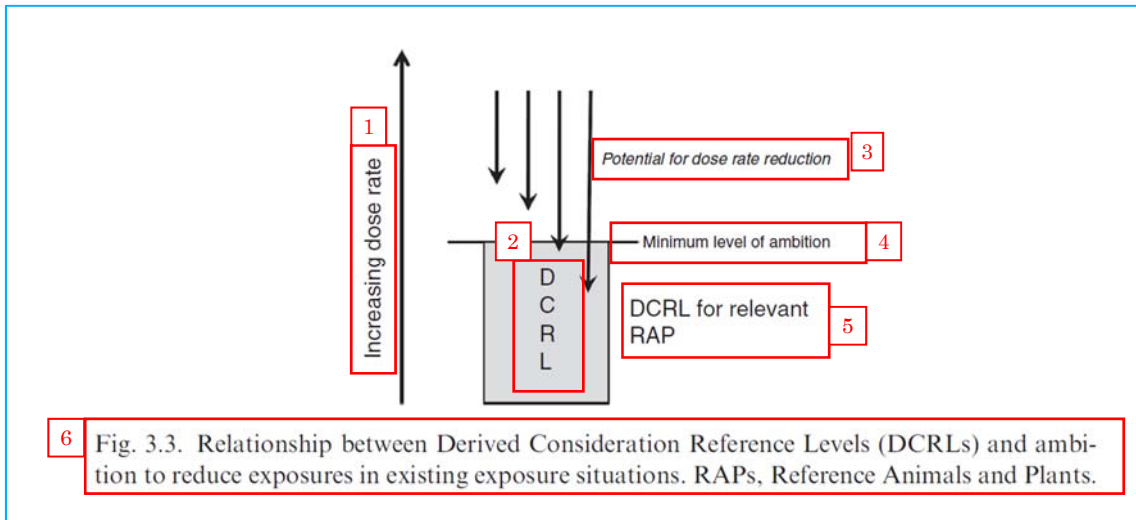 1
Increasing dose rate
3
Potential for dose rate reduction
2
4
Minimum level of ambition
D
C
R
L
5
DCRL for relevant
RAP
6
Fig. 3.3. Relationship between Derived Consideration Reference Levels (DCRLs) and ambi-
tion to reduce exposures in existing exposure situations. RAPs, Reference Animals and Plants.